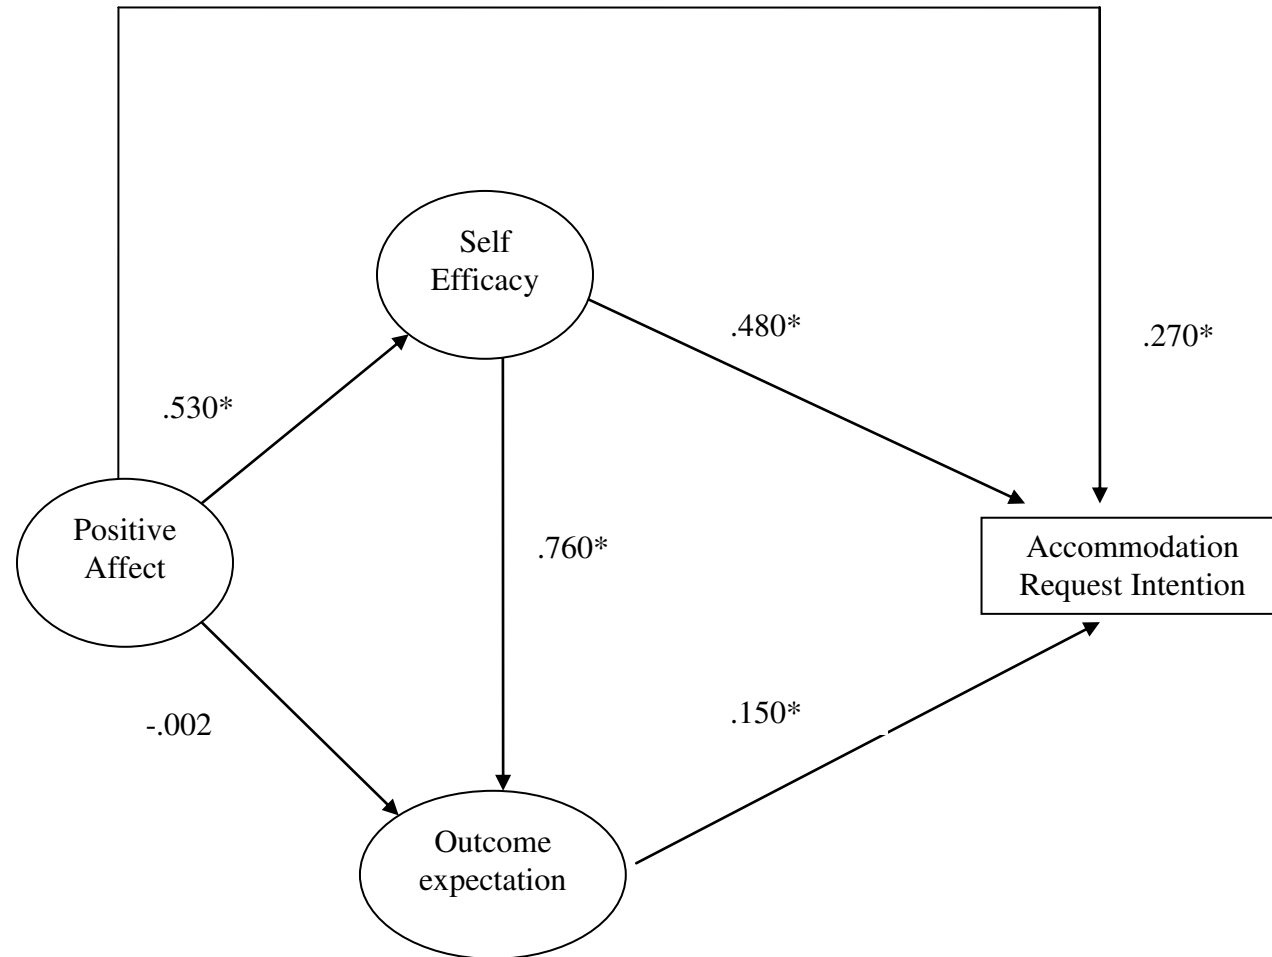 Self
Efficacy
.480*
.270*
.530*
Positive
Affect
.760*
Accommodation
Request Intention
-.002
.150*
Outcome
expectation